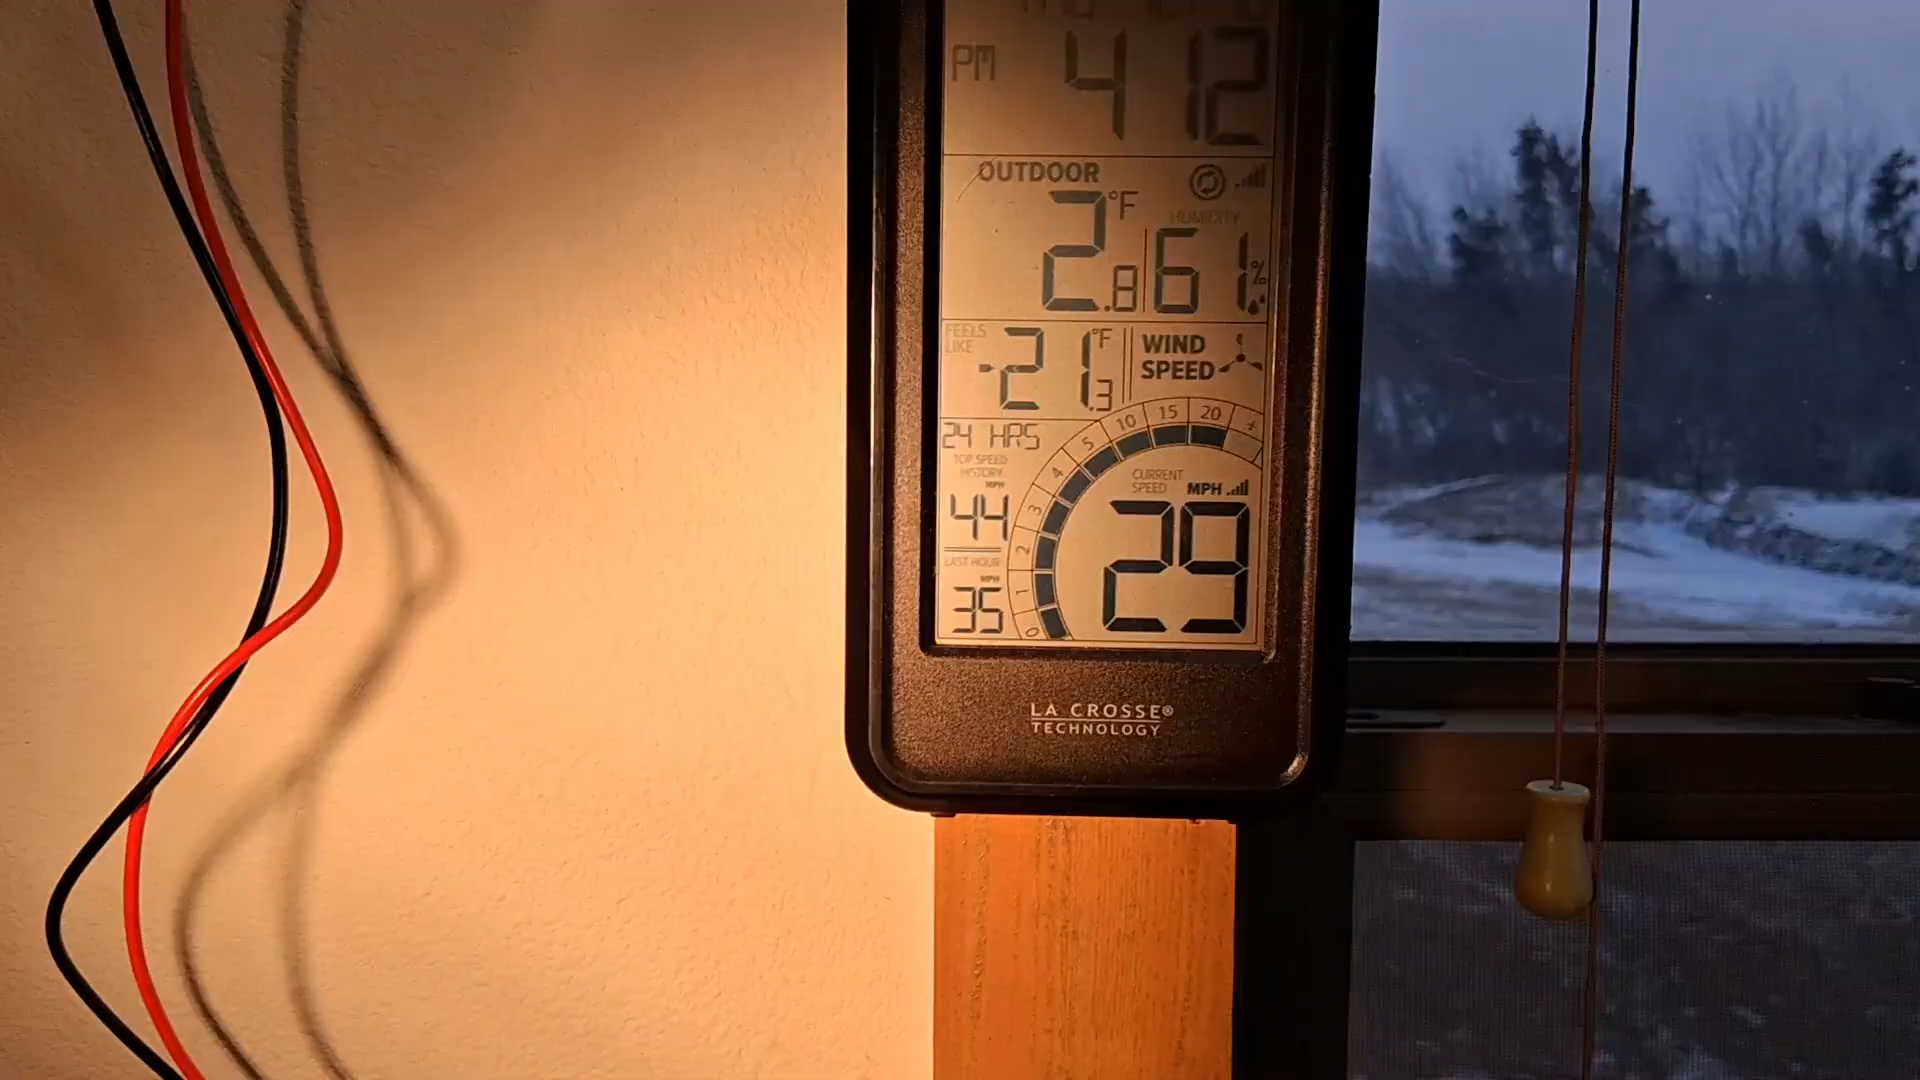 PM 4 12
OUTDOOR
2.8 °F
HUMIDITY
61 %
FEELS
LIKE
-21.3 °F
WIND
SPEED
24 HRS
TOP SPEED
HISTORY
MPH
44
LAST HOUR
MPH
35
0 1 2 3 4 5 10 15 20 +
CURRENT
SPEED
MPH
29
LA CROSSE®
TECHNOLOGY